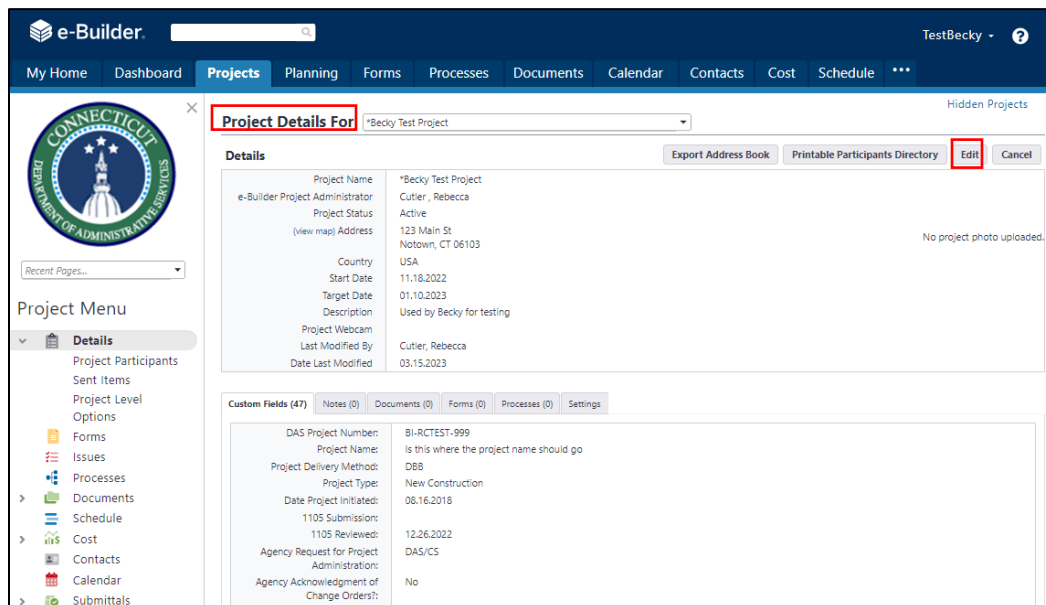 e-Builder.
TestBecky
?
My Home Dashboard Projects Planning Forms Processes Documents Calendar Contacts Cost Schedule •••
Hidden Projects
CONNECTICUT
DEPARTMENT OF ADMINISTRATIVE SERVICES
Recent Pages...
Project Menu
Details
Project Participants
Sent Items
Project Level
Options
Forms
Issues
Processes
Documents
Schedule
Cost
Contacts
Calendar
Submittals
Project Details For *Becky Test Project
Details Export Address Book Printable Participants Directory Edit Cancel
Project Name *Becky Test Project
e-Builder Project Administrator Cutler , Rebecca
Project Status Active
(view map) Address 123 Main St
Notown, CT 06103
No project photo uploaded.
Country USA
Start Date 11.18.2022
Target Date 01.10.2023
Description Used by Becky for testing
Project Webcam
Last Modified By Cutler, Rebecca
Date Last Modified 03.15.2023
Custom Fields (47) Notes (0) Documents (0) Forms (0) Processes (0) Settings
DAS Project Number: BI-RCTEST-999
Project Name: Is this where the project name should go
Project Delivery Method: DBB
Project Type: New Construction
Date Project Initiated: 08.16.2018
1105 Submission:
1105 Reviewed: 12.26.2022
Agency Request for Project DAS/CS
Administration:
Agency Acknowledgment of No
Change Orders?: